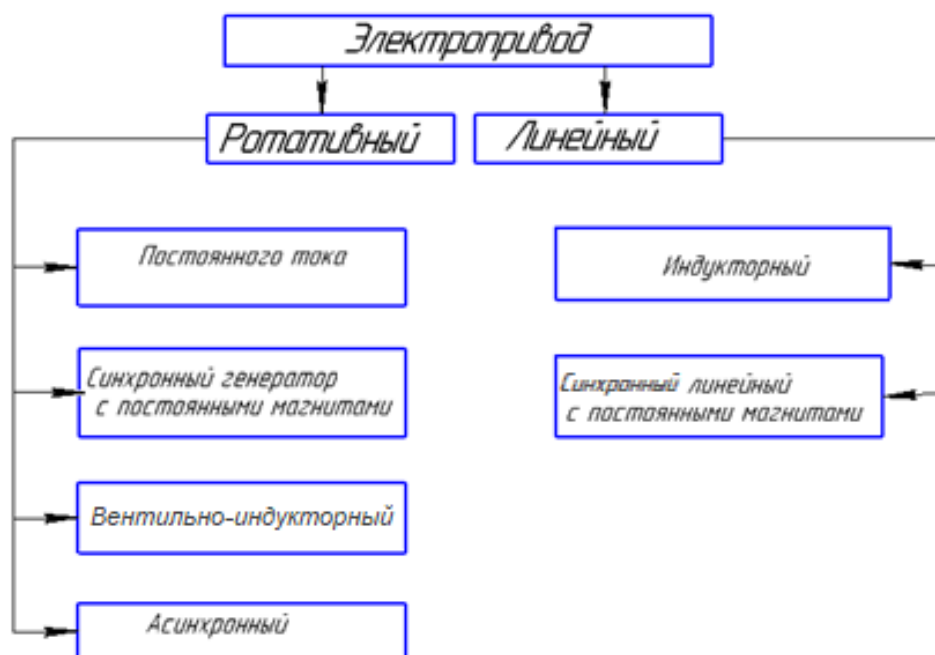 Электропривод
Ротативный
Линейный
Постоянного тока
Индукторный
Синхронный генератор
с постоянными магнитами
Синхронный линейный
с постоянными магнитами
Вентильно-индукторный
Асинхронный